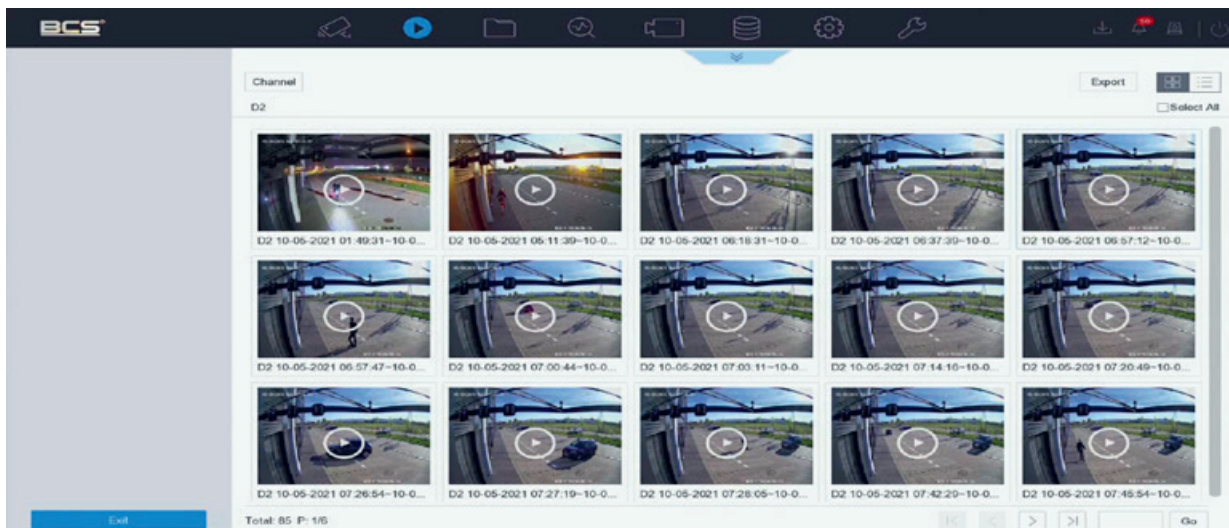 BCS
Channel
Export
D2
Select All
D2 10-05-2021 01:49:31~10-0...
D2 10-05-2021 05:11:39~10-0...
D2 10-05-2021 06:18:31~10-0...
D2 10-05-2021 06:37:39~10-0...
D2 10-05-2021 06:57:12~10-0...
D2 10-05-2021 06:57:47~10-0...
D2 10-05-2021 07:00:44~10-0...
D2 10-05-2021 07:03:11~10-0...
D2 10-05-2021 07:14:16~10-0...
D2 10-05-2021 07:20:49~10-0...
D2 10-05-2021 07:26:54~10-0...
D2 10-05-2021 07:27:19~10-0...
D2 10-05-2021 07:28:05~10-0...
D2 10-05-2021 07:42:29~10-0...
D2 10-05-2021 07:45:54~10-0...
Exit
Total: 85 P: 1/6
Go